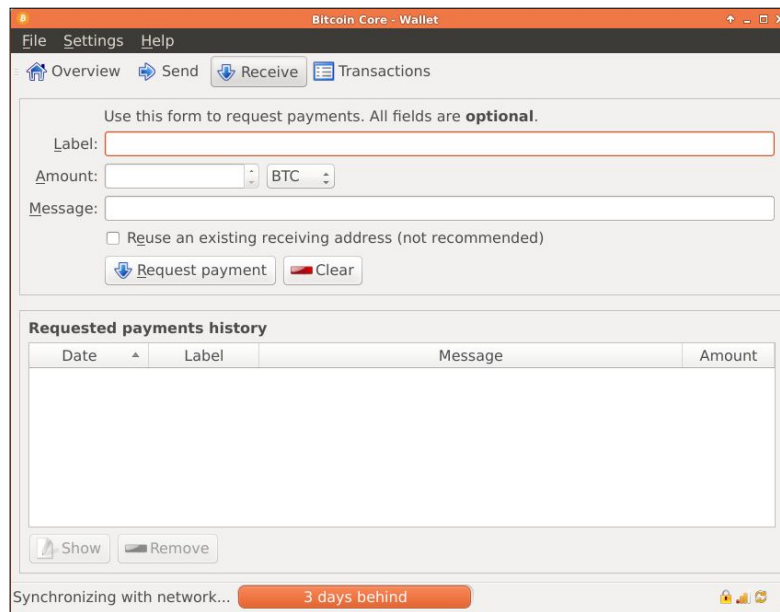 Bitcoin Core - Wallet
File Settings Help
Overview Send Receive Transactions
Use this form to request payments. All fields are optional.
Label:
Amount: BTC
Message:
Reuse an existing receiving address (not recommended)
Request payment Clear
Requested payments history
Date Label Message Amount
Show Remove
Synchronizing with network... 3 days behind